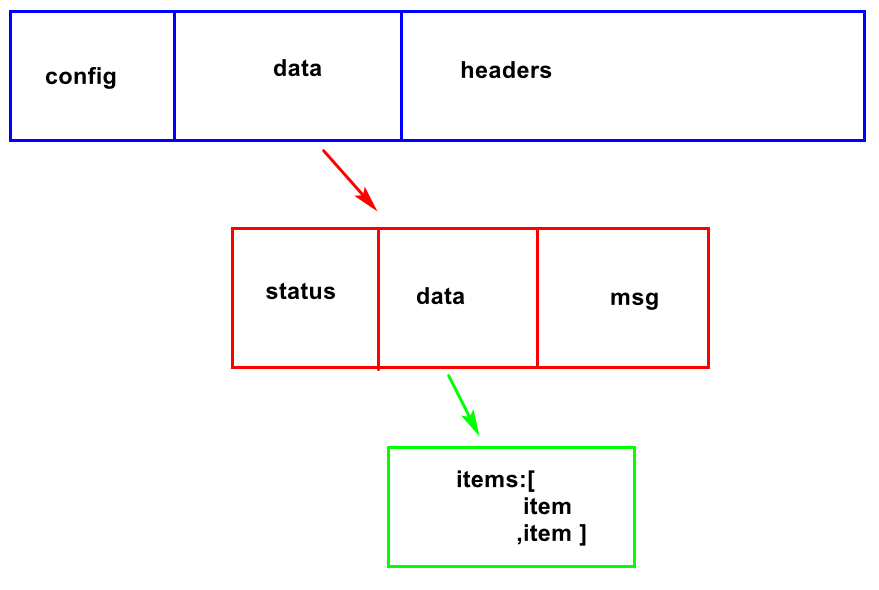 config
data
headers
status
data
msg
items:[
item
,item ]